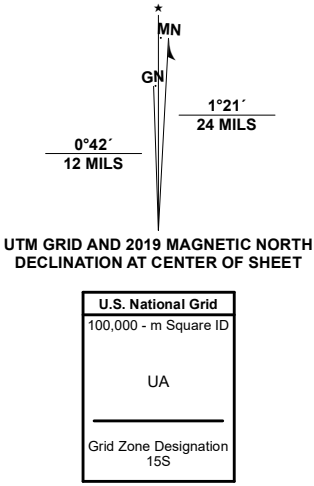 MN
GN
1°21´
24 MILS
0°42´
12 MILS
UTM GRID AND 2019 MAGNETIC NORTH
DECLINATION AT CENTER OF SHEET
U.S. National Grid
100,000 - m Square ID
UA
Grid Zone Designation
15S